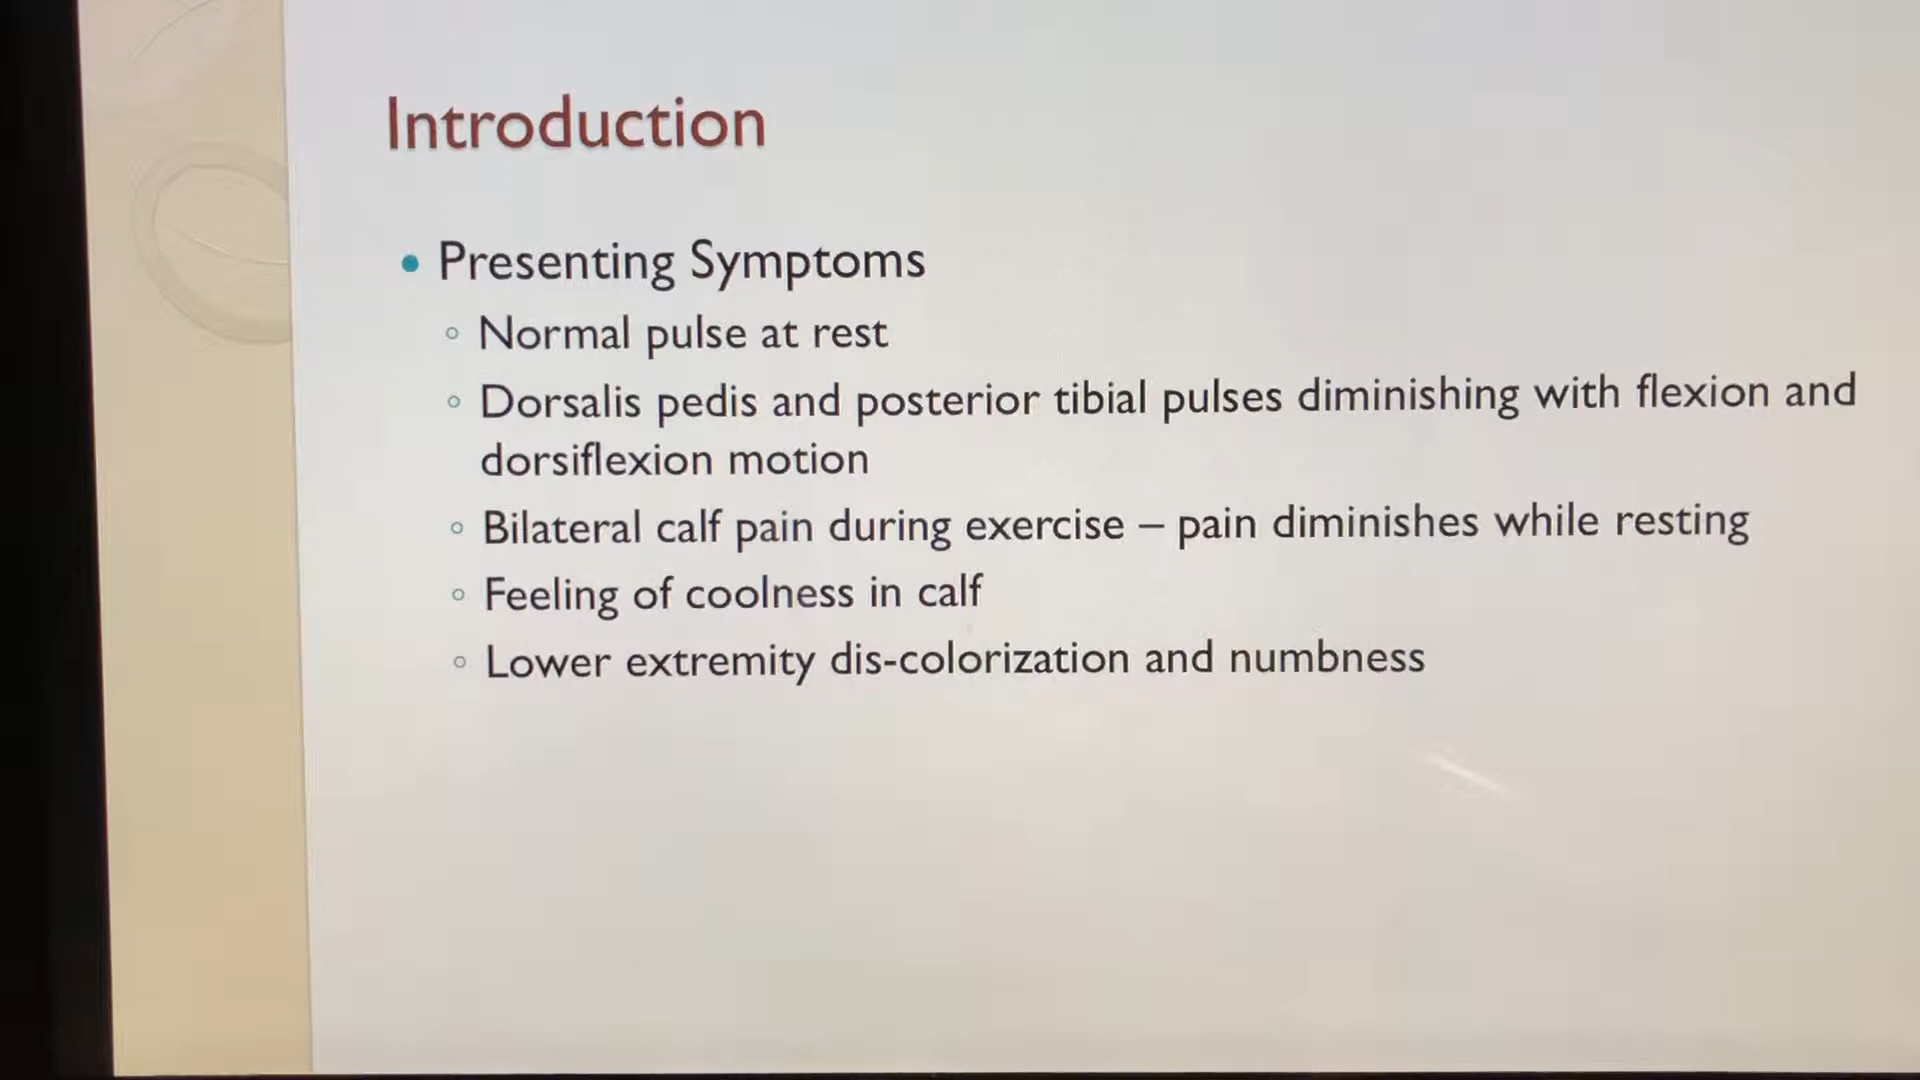 Introduction
• Presenting Symptoms
◦ Normal pulse at rest
◦ Dorsalis pedis and posterior tibial pulses diminishing with flexion and
dorsiflexion motion
◦ Bilateral calf pain during exercise – pain diminishes while resting
◦ Feeling of coolness in calf
◦ Lower extremity dis-colorization and numbness